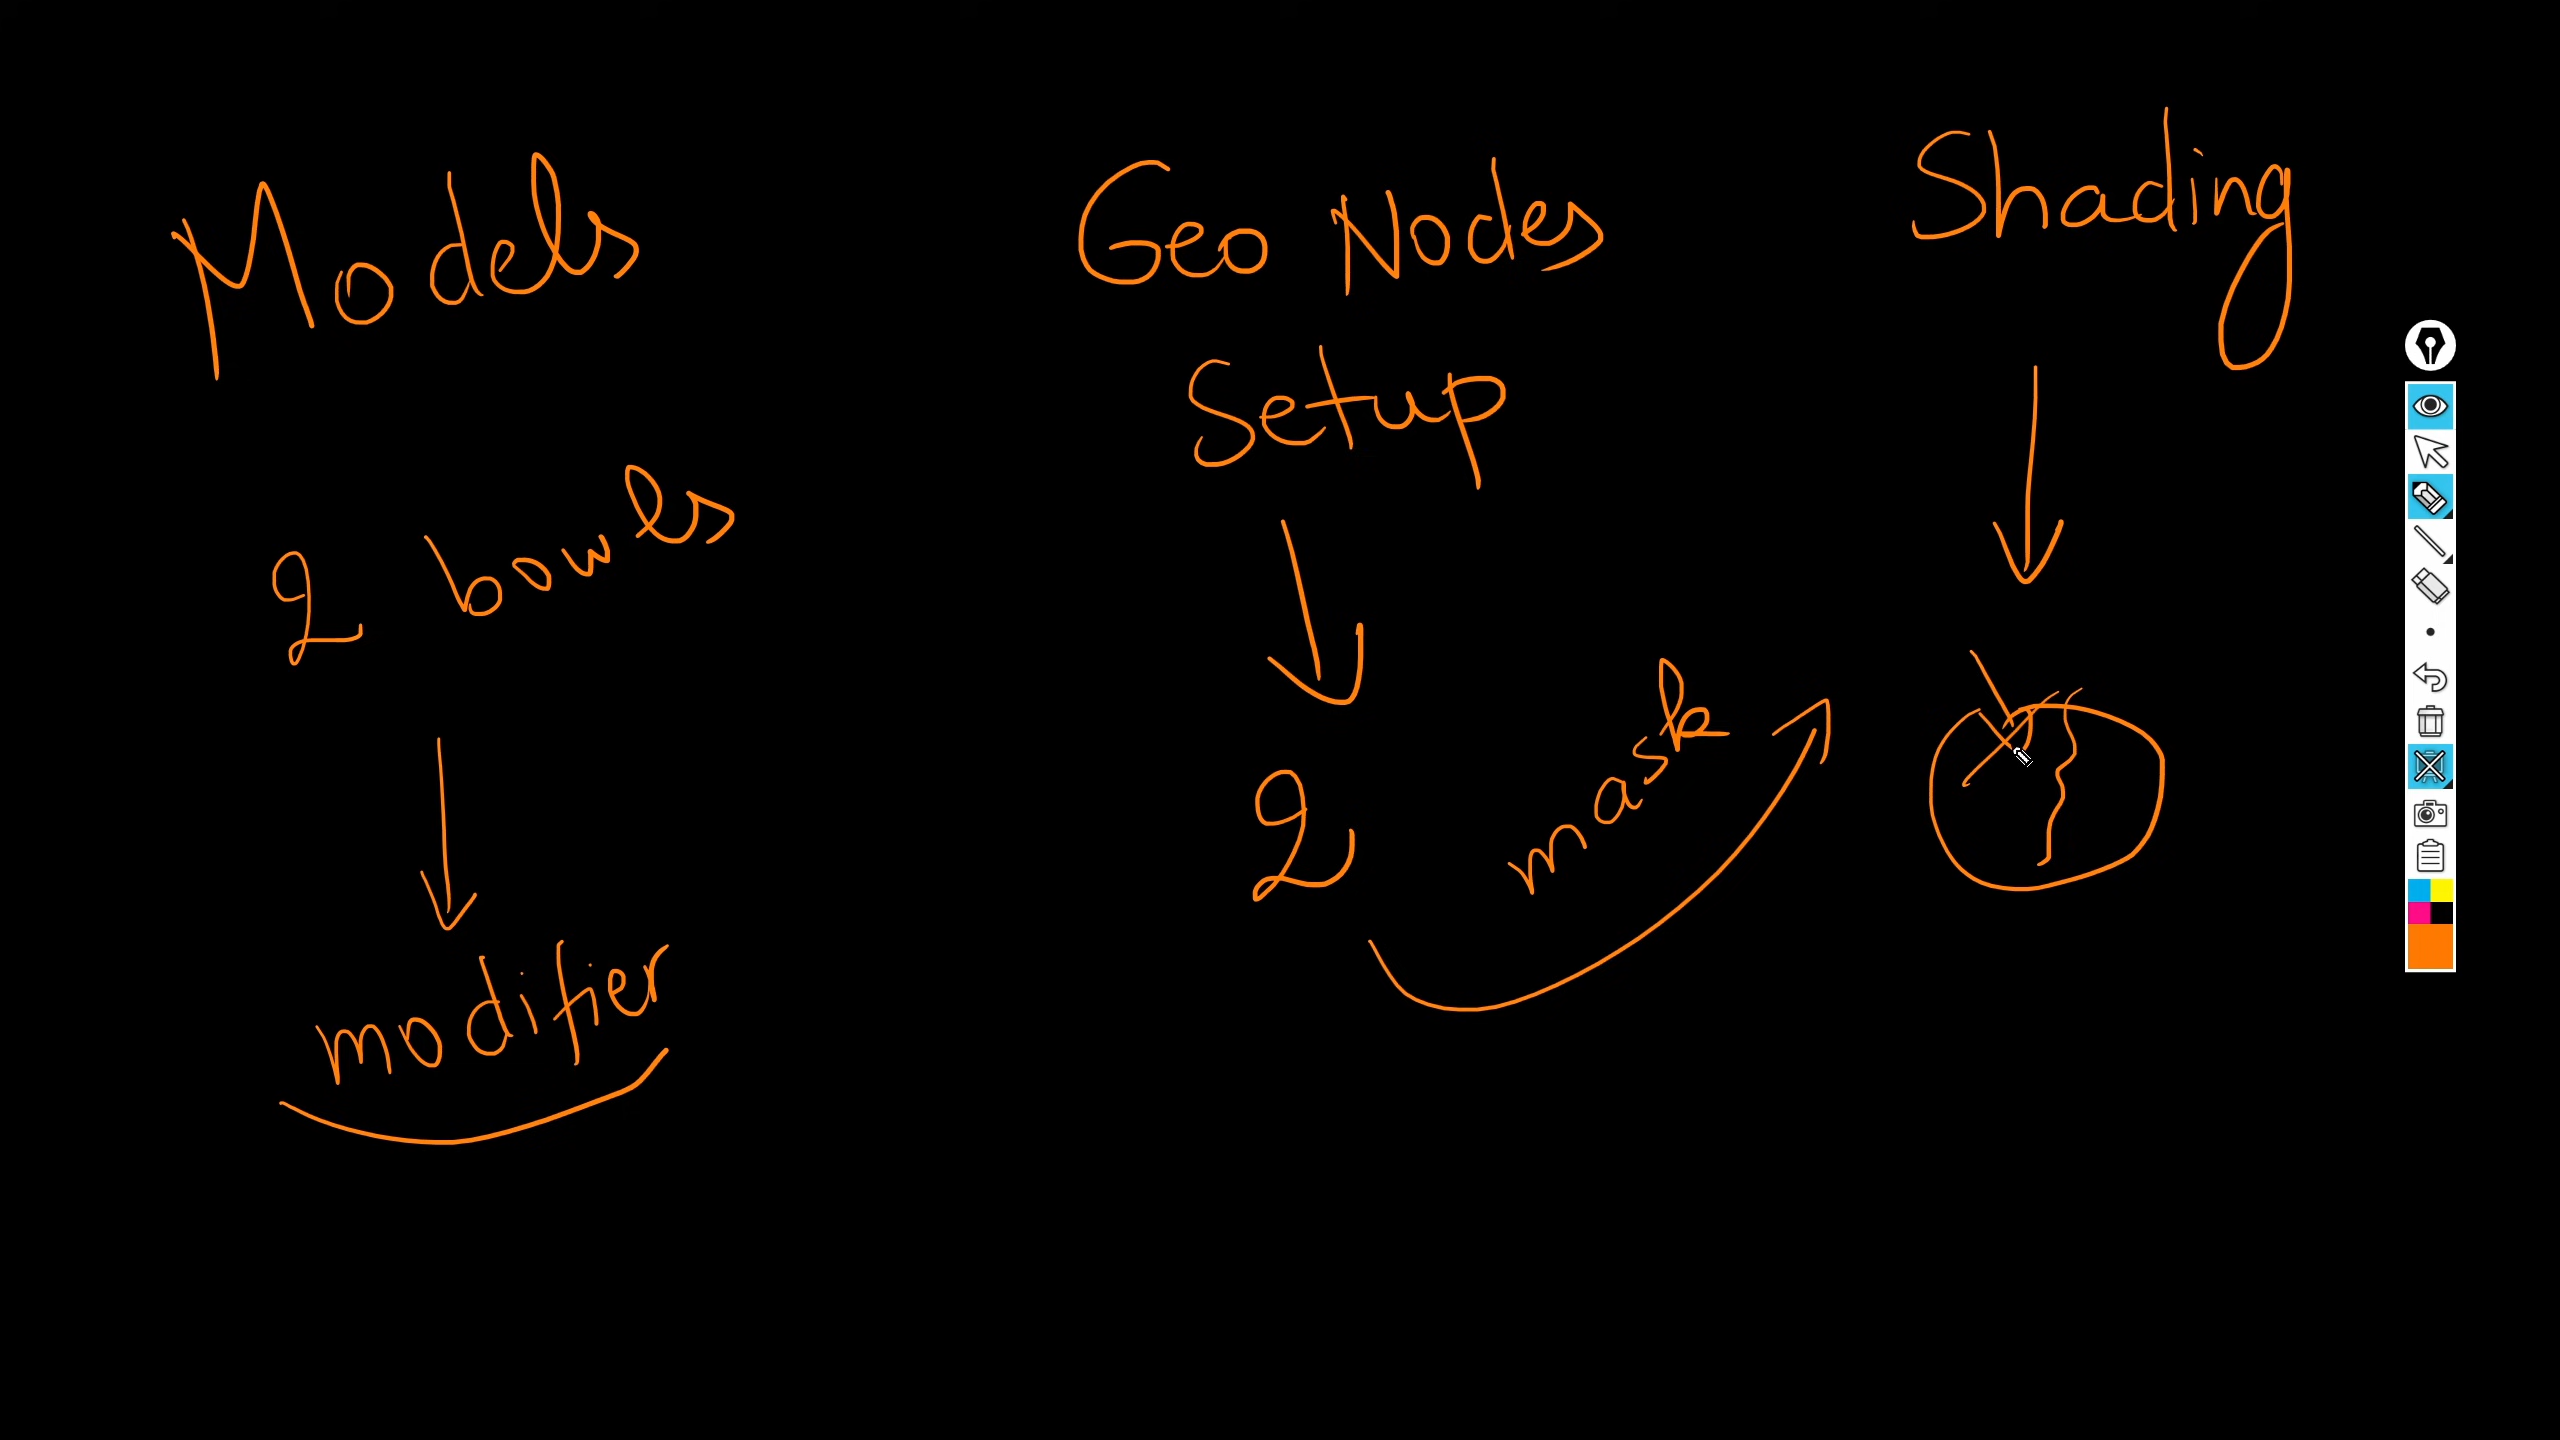 Models
2 bowls
modifier
Geo Nodes
Setup
2
mask
Shading